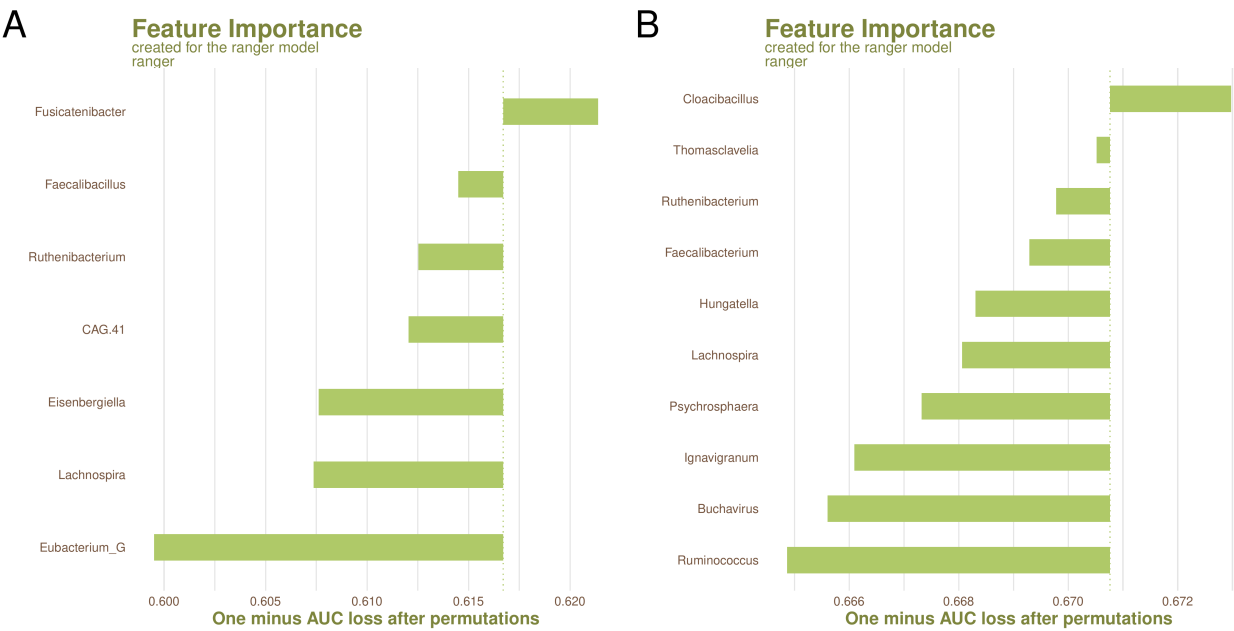 A
Feature Importance
created for the ranger model
ranger
Fusicatenibacter
Faecalibacillus
Ruthenibacterium
CAG.41
Eisenbergiella
Lachnospira
Eubacterium_G
0.600 0.605 0.610 0.615 0.620
One minus AUC loss after permutations
B
Feature Importance
created for the ranger model
ranger
Cloacibacillus
Thomasclavelia
Ruthenibacterium
Faecalibacterium
Hungatella
Lachnospira
Psychrosphaera
Ignavigranum
Buchavirus
Ruminococcus
0.666 0.668 0.670 0.672
One minus AUC loss after permutations